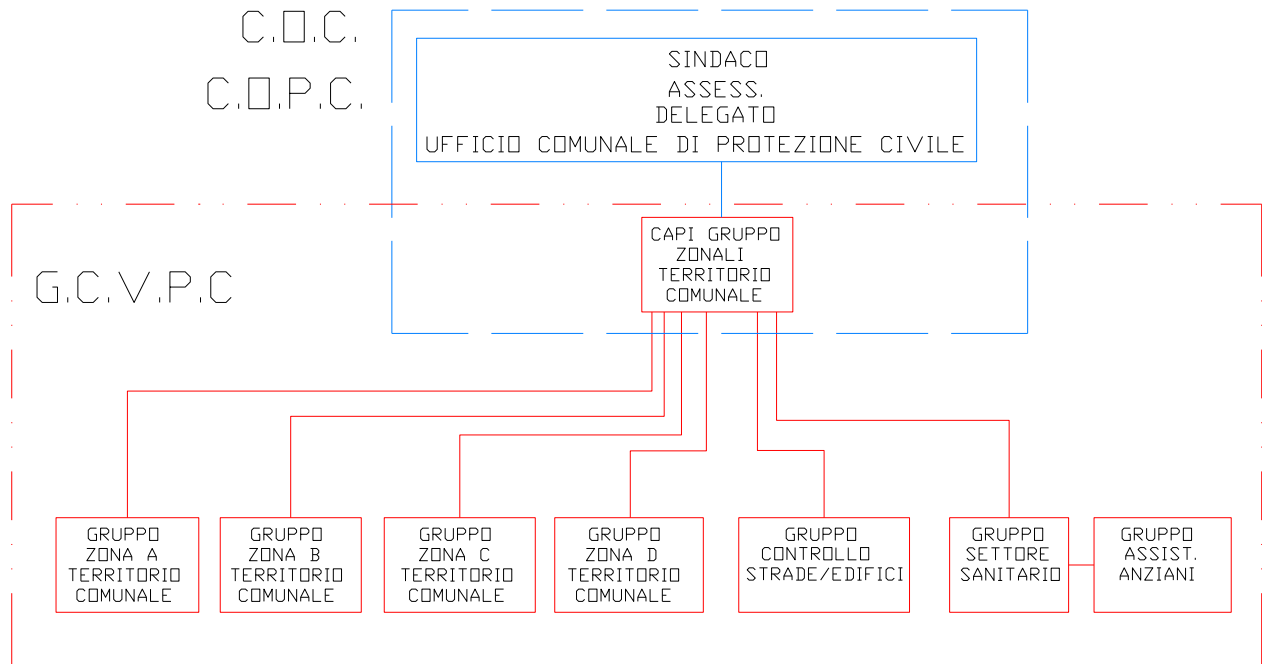 C.O.C.
C.O.P.C.
SINDACO
ASSESS.
DELEGATO
UFFICIO COMUNALE DI PROTEZIONE CIVILE
CAPI GRUPPO
ZONALI
TERRITORIO
COMUNALE
G.C.V.P.C
GRUPPO
ZONA A
TERRITORIO
COMUNALE
GRUPPO
ZONA B
TERRITORIO
COMUNALE
GRUPPO
ZONA C
TERRITORIO
COMUNALE
GRUPPO
ZONA D
TERRITORIO
COMUNALE
GRUPPO
CONTROLLO
STRADE/EDIFICI
GRUPPO
SETTORE
SANITARIO
GRUPPO
ASSIST.
ANZIANI